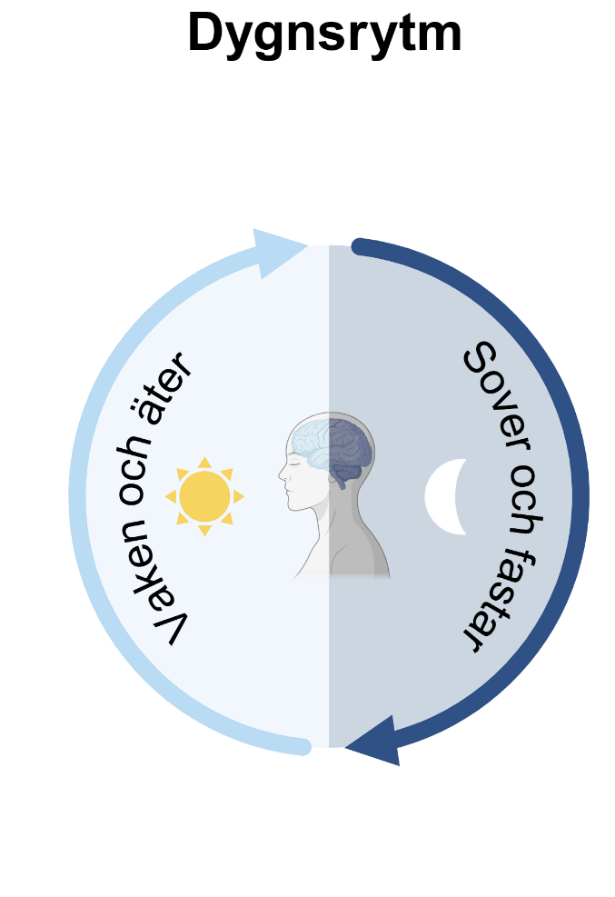 Dygnsrytm
Vaken och äter
Sover och fastar